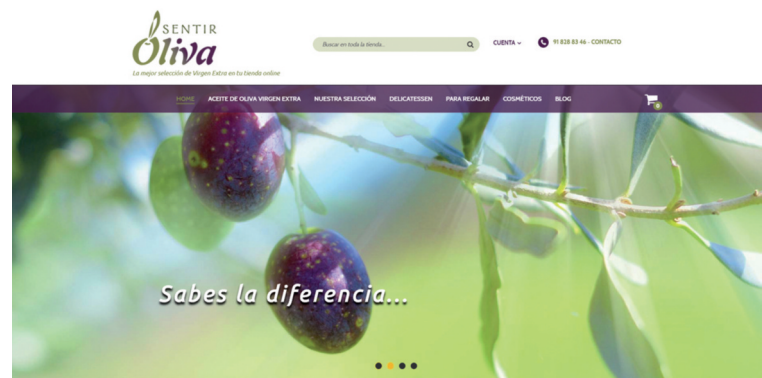 SENTIR
Oliva
La mejor selección de Virgen Extra en tu tienda online
Buscar en toda la tienda...
CUENTA
91 828 83 46 - CONTACTO
HOME ACEITE DE OLIVA VIRGEN EXTRA NUESTRA SELECCIÓN DELICATESSEN PARA REGALAR COSMÉTICOS BLOG
Sabes la diferencia...